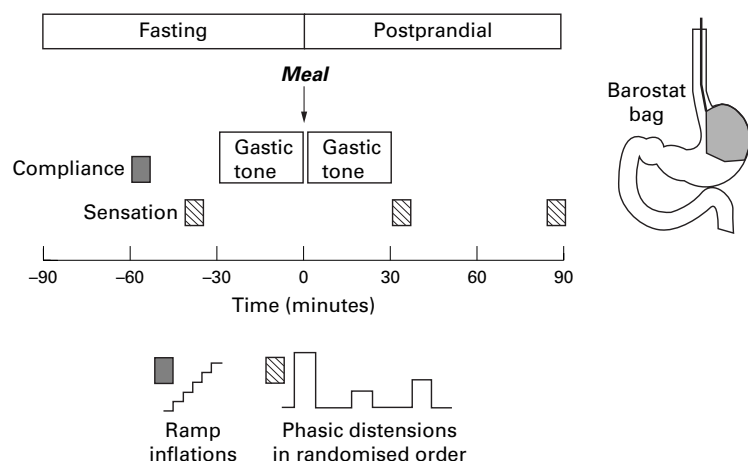 Fasting
Postprandial
Meal
Barostat
bag
Gastic
tone
Gastic
tone
Compliance
Sensation
–90
–60
–30
0
30
60
90
Time (minutes)
Ramp
inflations
Phasic distensions
in randomised order